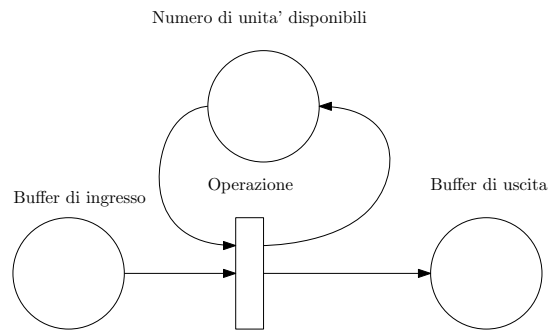 Numero di unita' disponibili
Operazione
Buffer di uscita
Buffer di ingresso